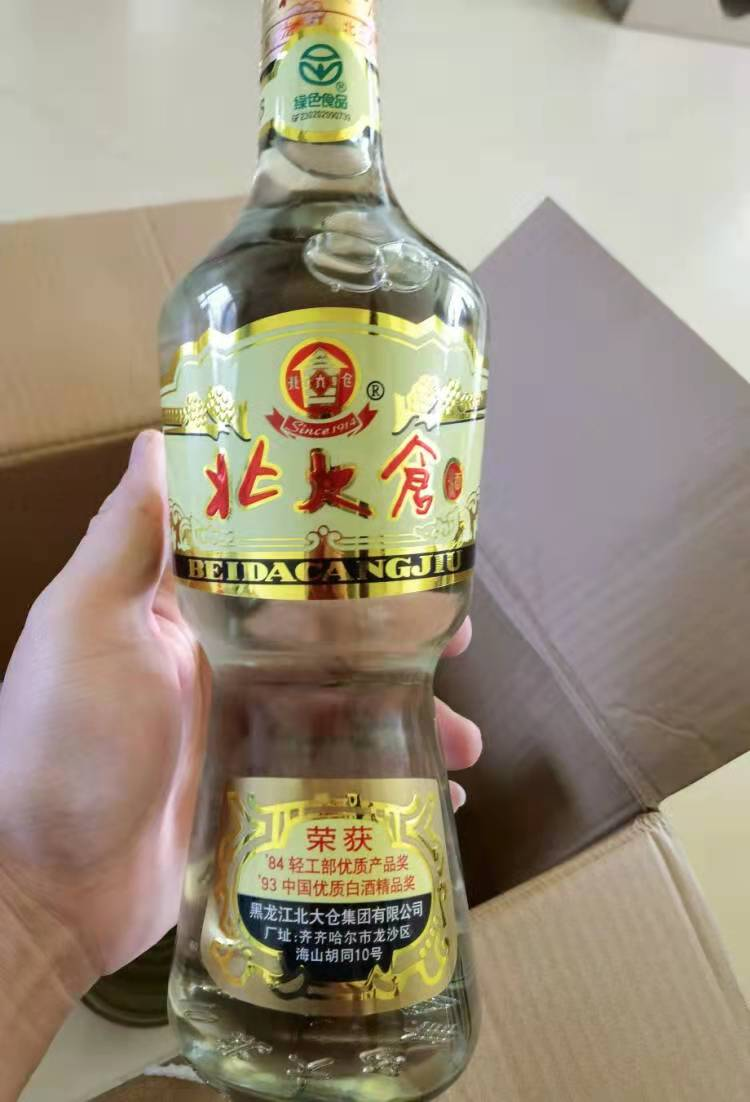 绿色食品
GF230202090739
北大仓
Since 1914
北大倉酒
BEIDACANGJIU
荣获
'84 轻工部优质产品奖
'93 中国优质白酒精品奖
黑龙江北大仓集团有限公司
厂址:齐齐哈尔市龙沙区
海山胡同10号